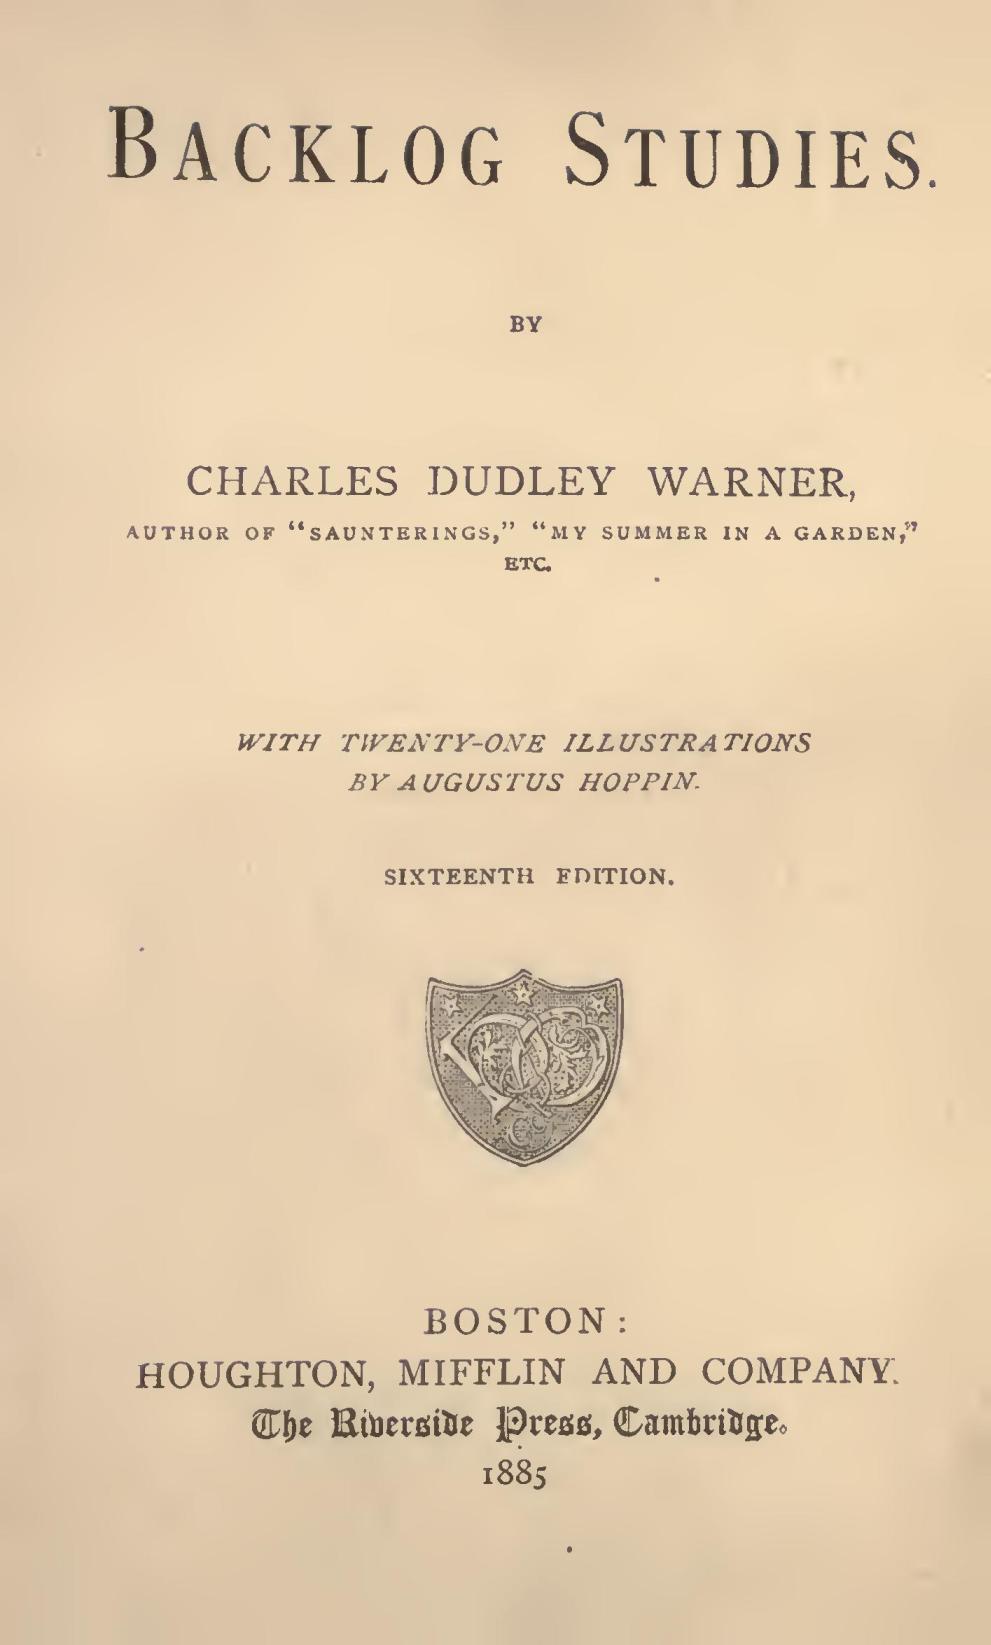 BACKLOG STUDIES.
BY
CHARLES DUDLEY WARNER,
AUTHOR OF “SAUNTERINGS,” “MY SUMMER IN A GARDEN,”
ETC.
WITH TWENTY-ONE ILLUSTRATIONS
BY AUGUSTUS HOPPIN.
SIXTEENTH EDITION.
BOSTON:
HOUGHTON, MIFFLIN AND COMPANY.
The Riverside Press, Cambridge.
1885